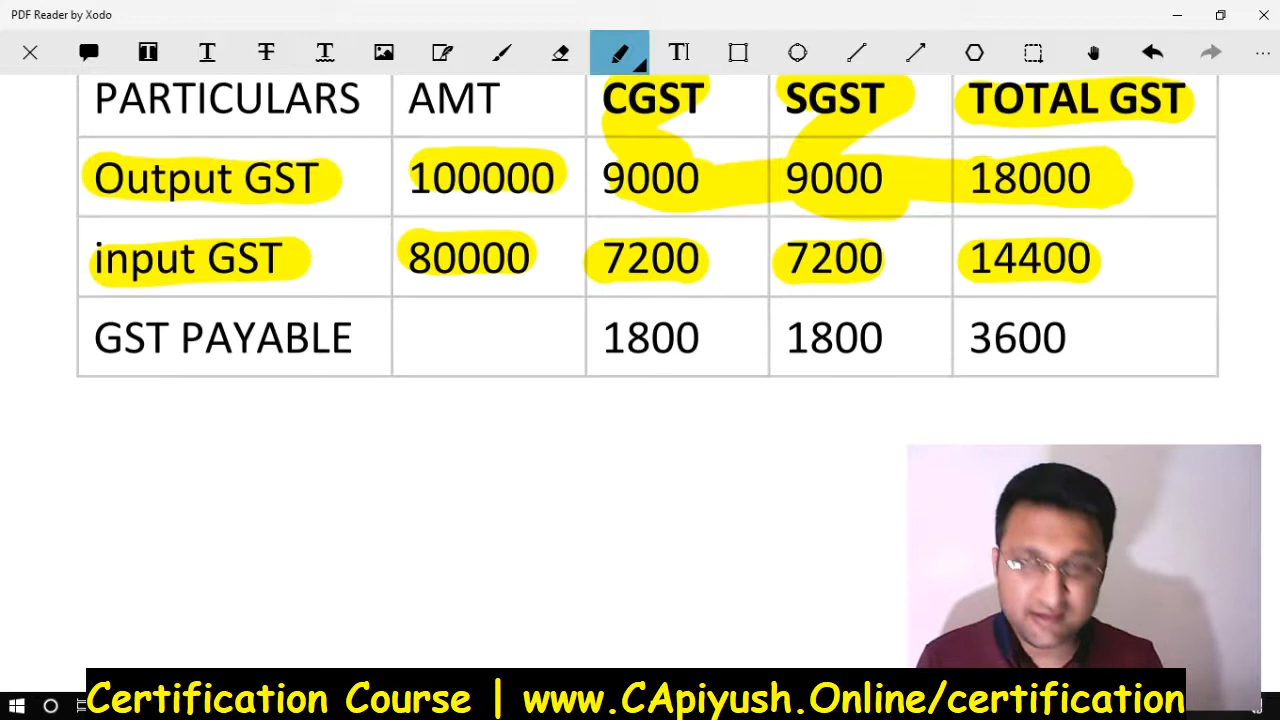 PDF Reader by Xodo
PARTICULARS AMT CGST SGST TOTAL GST
Output GST 100000 9000 9000 18000
input GST 80000 7200 7200 14400
GST PAYABLE 1800 1800 3600
Certification Course | www.CApiyush.Online/certification